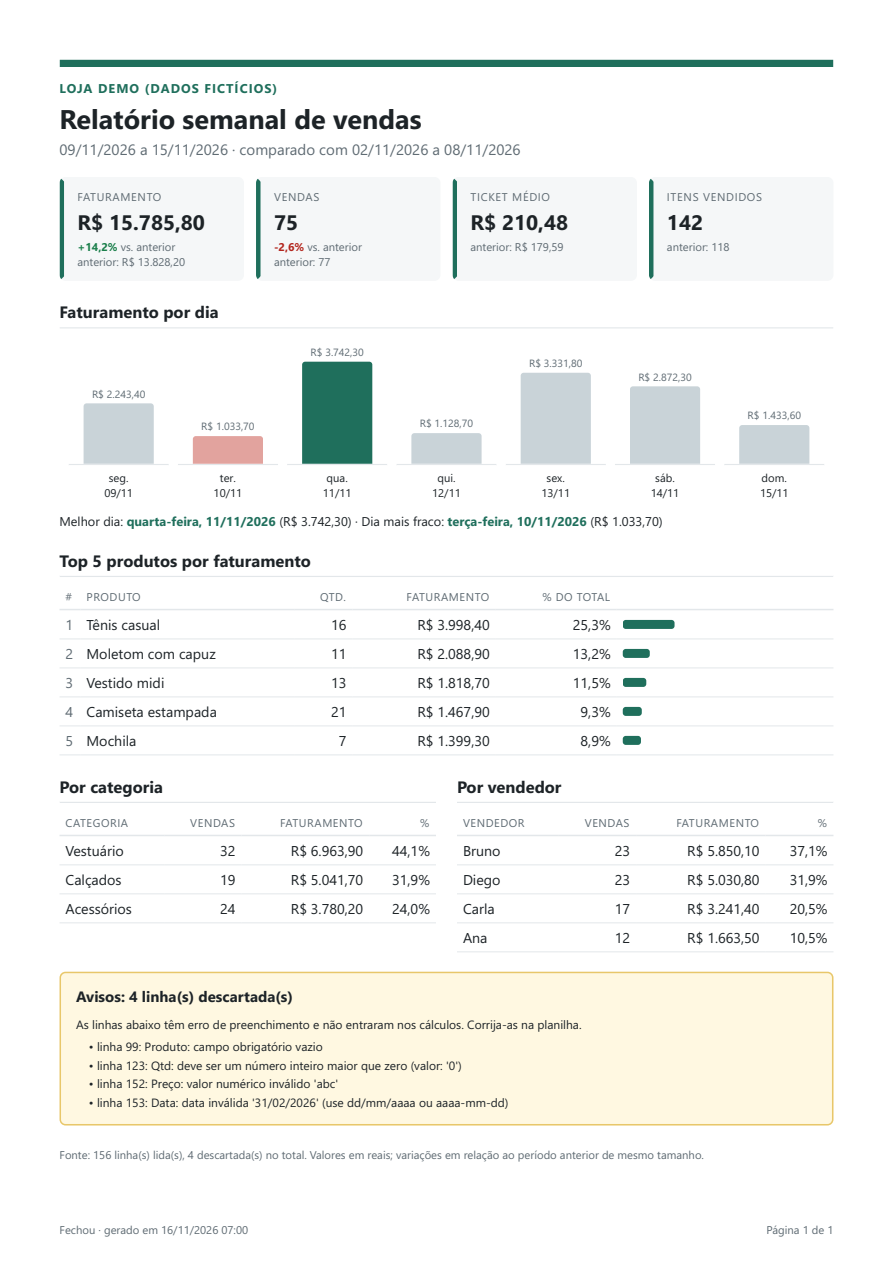 LOJA DEMO (DADOS FICTÍCIOS)
Relatório semanal de vendas
09/11/2026 a 15/11/2026 · comparado com 02/11/2026 a 08/11/2026
FATURAMENTO
R$ 15.785,80
+14,2% vs. anterior
anterior: R$ 13.828,20
VENDAS
75
-2,6% vs. anterior
anterior: 77
TICKET MÉDIO
R$ 210,48
anterior: R$ 179,59
ITENS VENDIDOS
142
anterior: 118
Faturamento por dia
R$ 2.243,40
R$ 1.033,70
R$ 3.742,30
R$ 1.128,70
R$ 3.331,80
R$ 2.872,30
R$ 1.433,60
seg.
09/11
ter.
10/11
qua.
11/11
qui.
12/11
sex.
13/11
sáb.
14/11
dom.
15/11
Melhor dia: quarta-feira, 11/11/2026 (R$ 3.742,30) · Dia mais fraco: terça-feira, 10/11/2026 (R$ 1.033,70)
Top 5 produtos por faturamento
# PRODUTO QTD. FATURAMENTO % DO TOTAL
1 Tênis casual 16 R$ 3.998,40 25,3%
2 Moletom com capuz 11 R$ 2.088,90 13,2%
3 Vestido midi 13 R$ 1.818,70 11,5%
4 Camiseta estampada 21 R$ 1.467,90 9,3%
5 Mochila 7 R$ 1.399,30 8,9%
Por categoria
CATEGORIA VENDAS FATURAMENTO %
Vestuário 32 R$ 6.963,90 44,1%
Calçados 19 R$ 5.041,70 31,9%
Acessórios 24 R$ 3.780,20 24,0%
Por vendedor
VENDEDOR VENDAS FATURAMENTO %
Bruno 23 R$ 5.850,10 37,1%
Diego 23 R$ 5.030,80 31,9%
Carla 17 R$ 3.241,40 20,5%
Ana 12 R$ 1.663,50 10,5%
Avisos: 4 linha(s) descartada(s)
As linhas abaixo têm erro de preenchimento e não entraram nos cálculos. Corrija-as na planilha.
• linha 99: Produto: campo obrigatório vazio
• linha 123: Qtd: deve ser um número inteiro maior que zero (valor: '0')
• linha 152: Preço: valor numérico inválido 'abc'
• linha 153: Data: data inválida '31/02/2026' (use dd/mm/aaaa ou aaaa-mm-dd)
Fonte: 156 linha(s) lida(s), 4 descartada(s) no total. Valores em reais; variações em relação ao período anterior de mesmo tamanho.
Fechou · gerado em 16/11/2026 07:00
Página 1 de 1